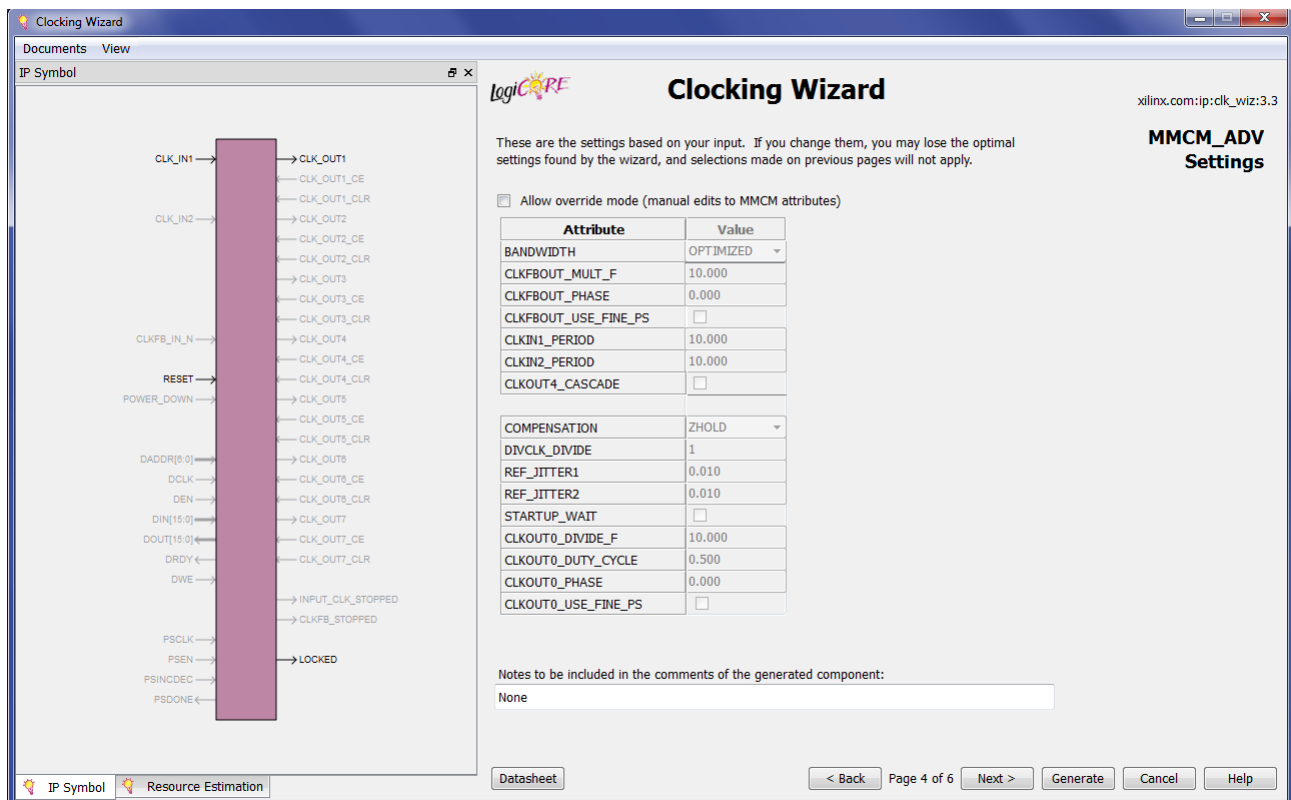 Clocking Wizard
Documents View
IP Symbol
CLK_IN1
CLK_IN2
CLKFB_IN_N
RESET
POWER_DOWN
DADDR[6:0]
DCLK
DEN
DIN[15:0]
DOUT[15:0]
DRDY
DWE
PSCLK
PSEN
PSINCDEC
PSDONE
CLK_OUT1
CLK_OUT1_CE
CLK_OUT1_CLR
CLK_OUT2
CLK_OUT2_CE
CLK_OUT2_CLR
CLK_OUT3
CLK_OUT3_CE
CLK_OUT3_CLR
CLK_OUT4
CLK_OUT4_CE
CLK_OUT4_CLR
CLK_OUT5
CLK_OUT5_CE
CLK_OUT5_CLR
CLK_OUT6
CLK_OUT6_CE
CLK_OUT6_CLR
CLK_OUT7
CLK_OUT7_CE
CLK_OUT7_CLR
INPUT_CLK_STOPPED
CLKFB_STOPPED
LOCKED
IP Symbol
Resource Estimation
LogiCORE
Clocking Wizard
xilinx.com:ip:clk_wiz:3.3
MMCM_ADV
Settings
These are the settings based on your input. If you change them, you may lose the optimal
settings found by the wizard, and selections made on previous pages will not apply.
Allow override mode (manual edits to MMCM attributes)
Attribute Value
BANDWIDTH OPTIMIZED
CLKFBOUT_MULT_F 10.000
CLKFBOUT_PHASE 0.000
CLKFBOUT_USE_FINE_PS
CLKIN1_PERIOD 10.000
CLKIN2_PERIOD 10.000
CLKOUT4_CASCADE
COMPENSATION ZHOLD
DIVCLK_DIVIDE 1
REF_JITTER1 0.010
REF_JITTER2 0.010
STARTUP_WAIT
CLKOUT0_DIVIDE_F 10.000
CLKOUT0_DUTY_CYCLE 0.500
CLKOUT0_PHASE 0.000
CLKOUT0_USE_FINE_PS
Notes to be included in the comments of the generated component:
None
Datasheet < Back Page 4 of 6 Next > Generate Cancel Help